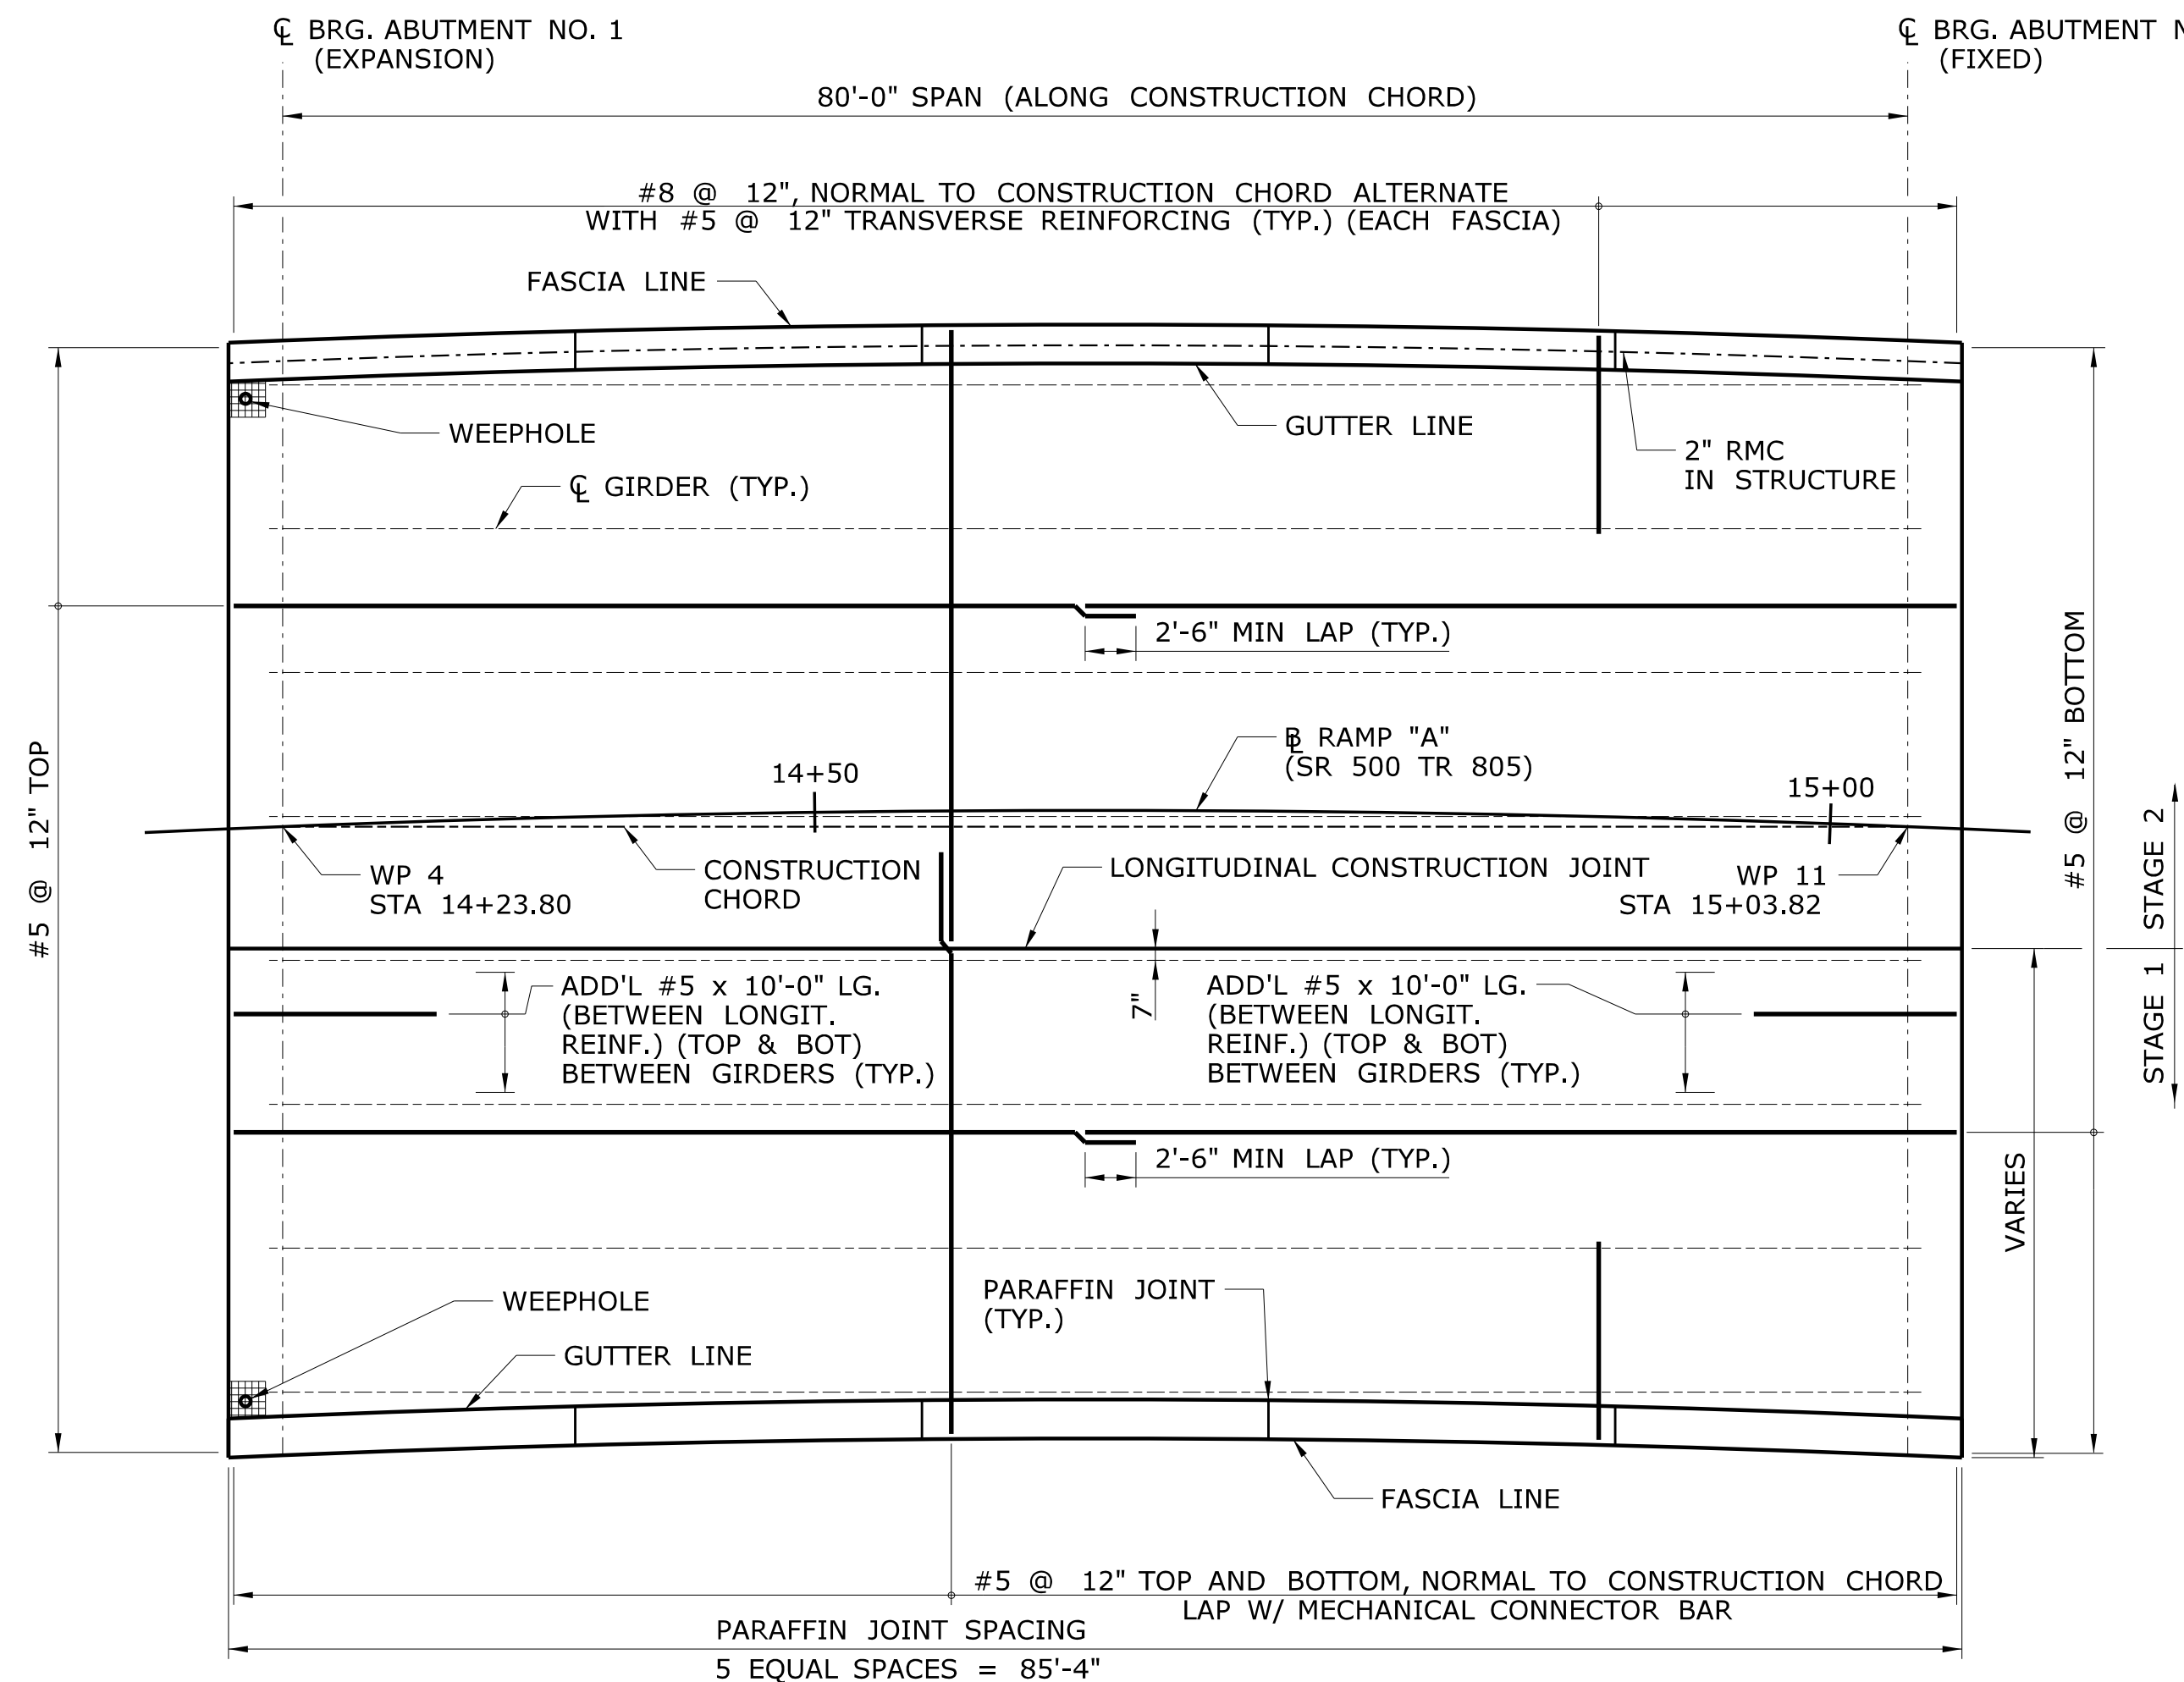 ℄ BRG. ABUTMENT NO. 1
(EXPANSION)
℄ BRG. ABUTMENT
(FIXED)
80'-0" SPAN (ALONG CONSTRUCTION CHORD)
#8 @ 12", NORMAL TO CONSTRUCTION CHORD ALTERNATE
WITH #5 @ 12" TRANSVERSE REINFORCING (TYP.) (EACH FASCIA)
FASCIA LINE
WEEPHOLE
GUTTER LINE
2" RMC
IN STRUCTURE
℄ GIRDER (TYP.)
2'-6" MIN LAP (TYP.)
#5 @ 12" TOP
#5 @ 12" BOTTOM
14+50
BL RAMP "A"
(SR 500 TR 805)
15+00
WP 4
STA 14+23.80
CONSTRUCTION
CHORD
LONGITUDINAL CONSTRUCTION JOINT
WP 11
STA 15+03.82
STAGE 1 STAGE 2
ADD'L #5 x 10'-0" LG.
(BETWEEN LONGIT.
REINF.) (TOP & BOT)
BETWEEN GIRDERS (TYP.)
7"
ADD'L #5 x 10'-0" LG.
(BETWEEN LONGIT.
REINF.) (TOP & BOT)
BETWEEN GIRDERS (TYP.)
2'-6" MIN LAP (TYP.)
VARIES
WEEPHOLE
GUTTER LINE
PARAFFIN JOINT
(TYP.)
FASCIA LINE
#5 @ 12" TOP AND BOTTOM, NORMAL TO CONSTRUCTION CHORD
LAP W/ MECHANICAL CONNECTOR BAR
PARAFFIN JOINT SPACING
5 EQUAL SPACES = 85'-4"